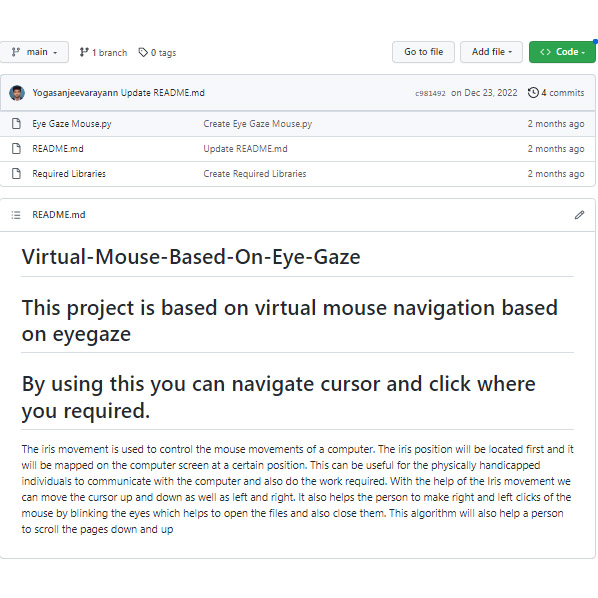 main 1 branch 0 tags Go to file Add file Code
Yogasanjeevarayann Update README.md c981492 on Dec 23, 2022 4 commits
Eye Gaze Mouse.py Create Eye Gaze Mouse.py 2 months ago
README.md Update README.md 2 months ago
Required Libraries Create Required Libraries 2 months ago
README.md
Virtual-Mouse-Based-On-Eye-Gaze
This project is based on virtual mouse navigation based
on eyegaze
By using this you can navigate cursor and click where
you required.
The iris movement is used to control the mouse movements of a computer. The iris position will be located first and it
will be mapped on the computer screen at a certain position. This can be useful for the physically handicapped
individuals to communicate with the computer and also do the work required. With the help of the Iris movement we
can move the cursor up and down as well as left and right. It also helps the person to make right and left clicks of the
mouse by blinking the eyes which helps to open the files and also close them. This algorithm will also help a person
to scroll the pages down and up